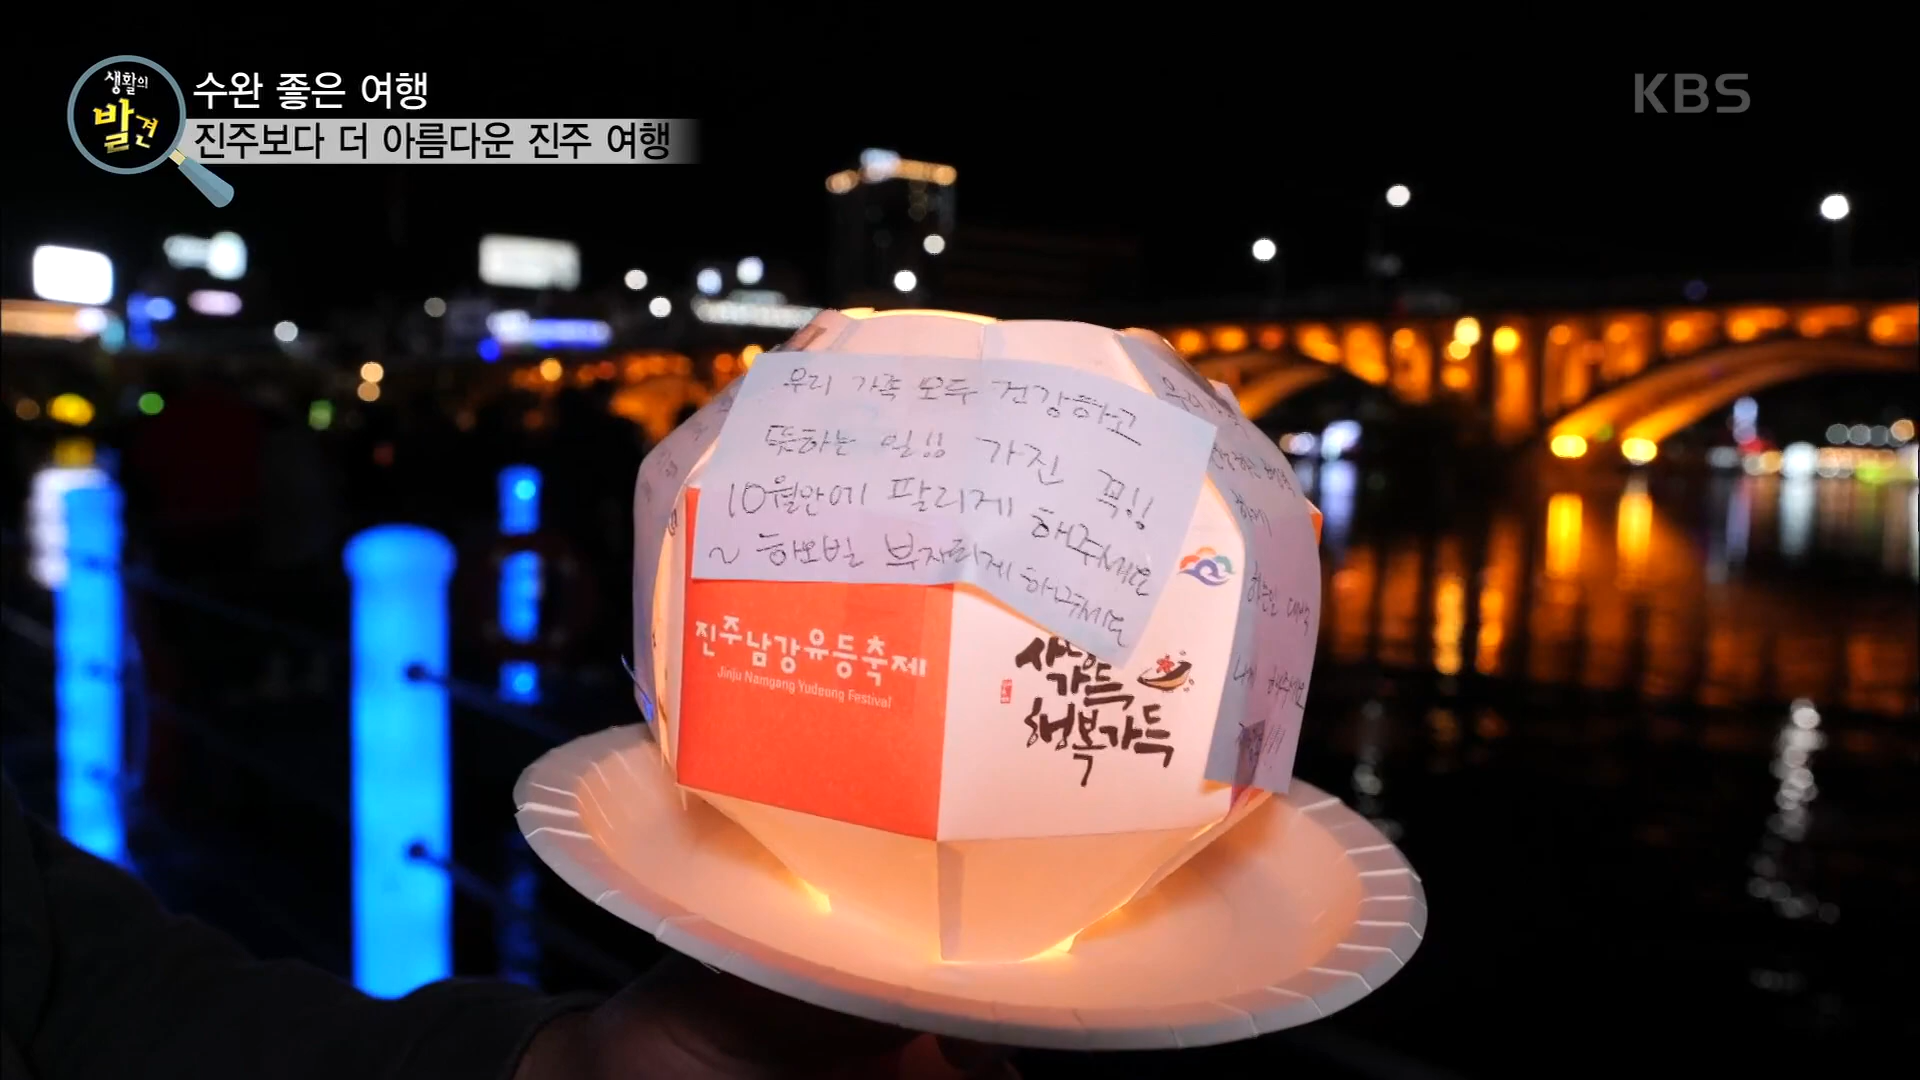 생활의
발견
수완 좋은 여행
진주보다 더 아름다운 진주 여행
KBS
우리 가족 모두 건강하고
뜻하는 일!!!
가진 꼭!!
10월안에 팔리게 해주세요
~ 해모빌 부자되게 해주세요
진주남강유등축제
Jinju Namgang Yudeung Festival
사랑가득
행복가득